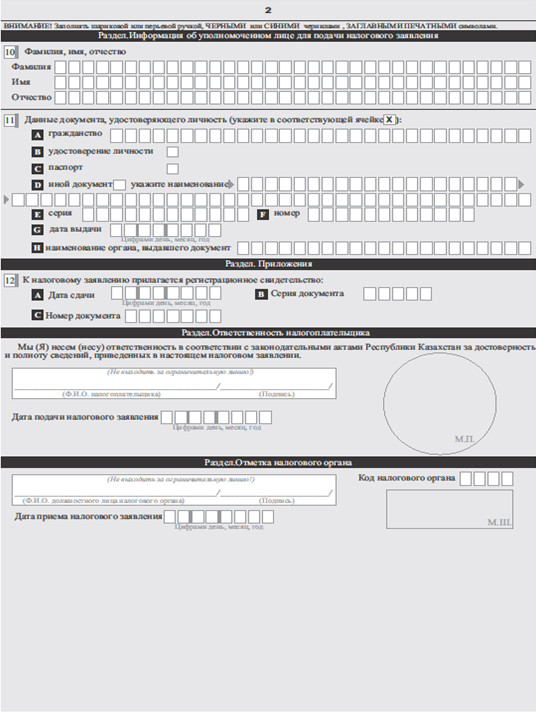 2
ВНИМАНИЕ! Заполнять шариковой или перьевой ручкой, ЧЕРНЫМИ или СИНИМИ чернилами , ЗАГЛАВНЫМИ ПЕЧАТНЫМИ символами.
Раздел.Информация об уполномоченном лице для подачи налогового заявления
10 Фамилия, имя, отчество
Фамилия
Имя
Отчество
11 Данные документа, удостоверяющего личность (укажите в соответствующей ячейке X ):
A гражданство
B удостоверение личности
C паспорт
D иной документ укажите наименование
E серия F номер
G дата выдачи
Цифрами день, месяц, год
H наименование органа, выдавшего документ
Раздел. Приложения
12 К налоговому заявлению прилагается регистрационное свидетельство:
A Дата сдачи B Серия документа
Цифрами день, месяц, год
C Номер документа
Раздел.Ответственность налогоплательщика
Мы (Я) несем (несу) ответственность в соответствии с законодательными актами Республики Казахстан за достоверность
и полноту сведений, приведенных в настоящем налоговом заявлении.
(Не выходить за ограничительную линию!)
/ /
(Ф.И.О. налогоплательщика) (Подпись)
Дата подачи налогового заявления
Цифрами день, месяц, год
М.П.
Раздел.Отметка налогового органа
(Не выходить за ограничительную линию!) Код налогового органа
/ /
(Ф.И.О. должностного лица налогового органа) (Подпись)
Дата приема налогового заявления
Цифрами день, месяц, год
М.Ш.